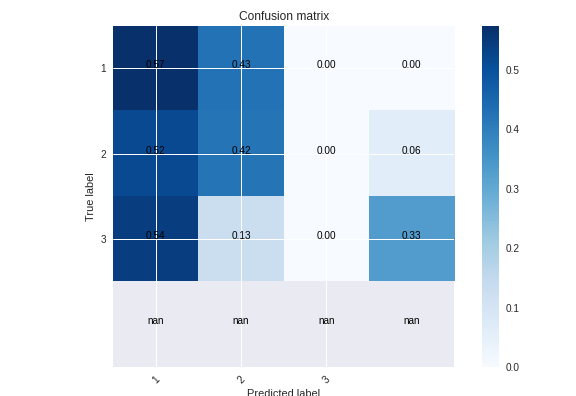 Confusion matrix
1 0.57 0.43 0.00 0.00
2 0.52 0.42 0.00 0.06
3 0.54 0.13 0.00 0.33
nan nan nan nan
1 2 3
True label
Predicted label
0.5
0.4
0.3
0.2
0.1
0.0